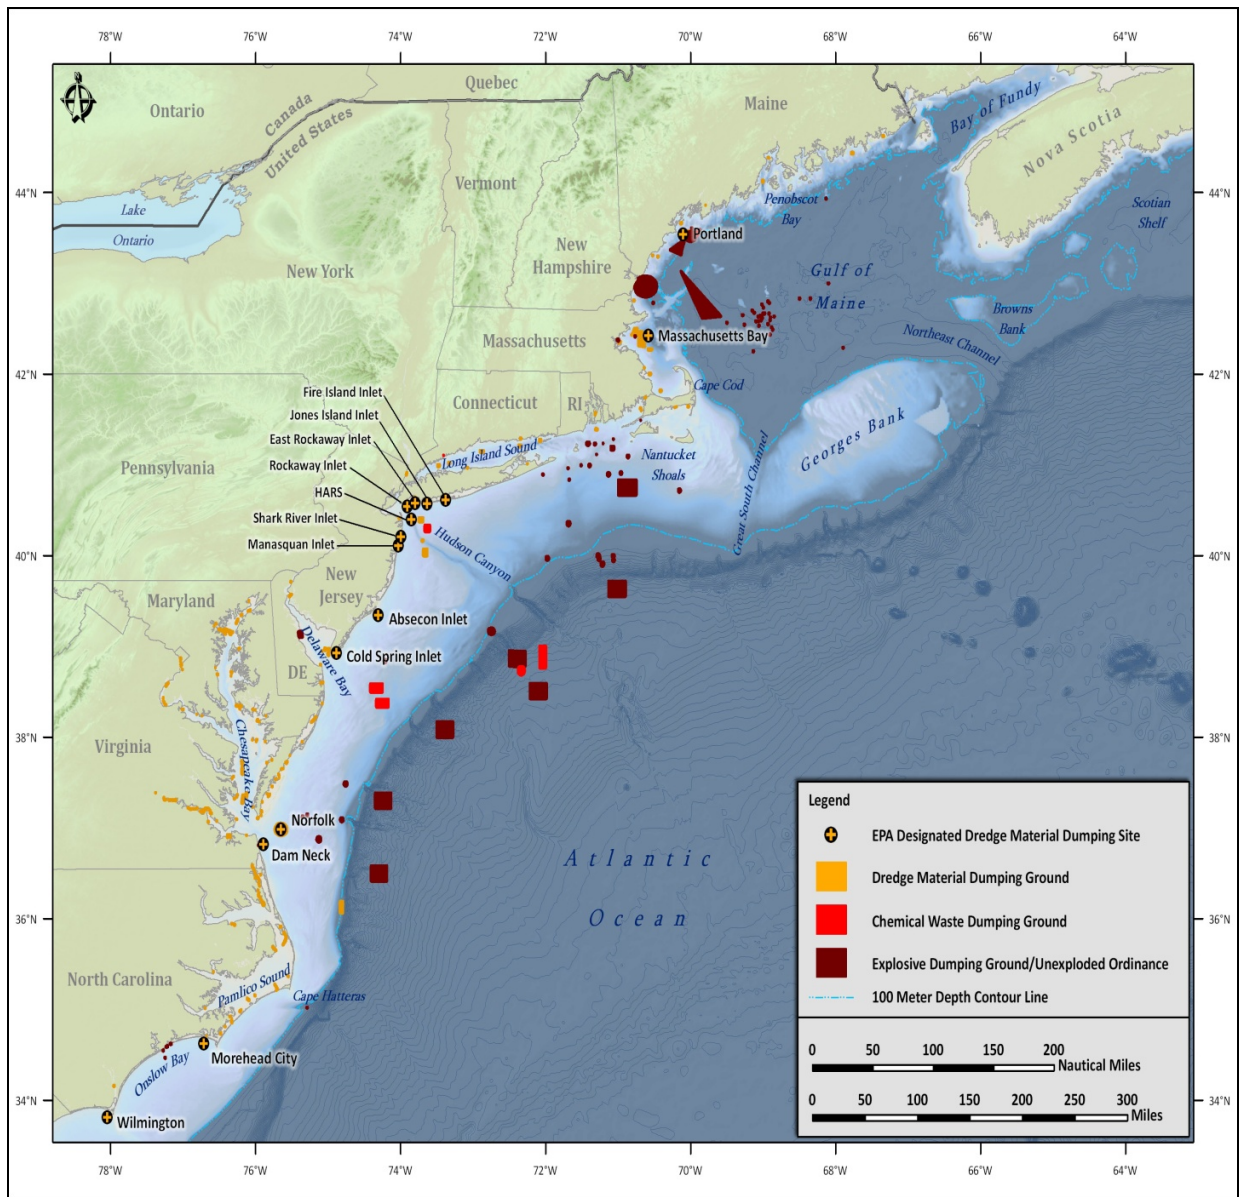 78°W 76°W 74°W 72°W 70°W 68°W 66°W 64°W
Quebec
Ontario
Canada
United States
Maine
Bay of Fundy
Nova Scotia
44°N
44°N
Vermont
Lake
Ontario
Penobscot
Bay
Scotian
Shelf
Portland
New
Hampshire
New York
Gulf of
Maine
Browns
Bank
Northeast Channel
Massachusetts
Massachusetts Bay
42°N
42°N
Cape Cod
Fire Island Inlet
Jones Island Inlet
East Rockaway Inlet
Rockaway Inlet
HARS
Shark River Inlet
Manasquan Inlet
Connecticut
RI
Long Island Sound
Pennsylvania
Nantucket
Shoals
Georges Bank
Great South Channel
Hudson Canyon
40°N
40°N
New
Jersey
Maryland
Absecon Inlet
Cold Spring Inlet
DE
Delaware Bay
38°N
38°N
Virginia
Chesapeake Bay
Norfolk
Dam Neck
Atlantic
Ocean
36°N
36°N
North Carolina
Pamlico Sound
Cape Hatteras
Morehead City
Onslow Bay
34°N
34°N
Wilmington
Legend
EPA Designated Dredge Material Dumping Site
Dredge Material Dumping Ground
Chemical Waste Dumping Ground
Explosive Dumping Ground/Unexploded Ordinance
100 Meter Depth Contour Line
0 50 100 150 200
Nautical Miles
0 50 100 150 200 250 300
Miles
78°W 76°W 74°W 72°W 70°W 68°W 66°W 64°W